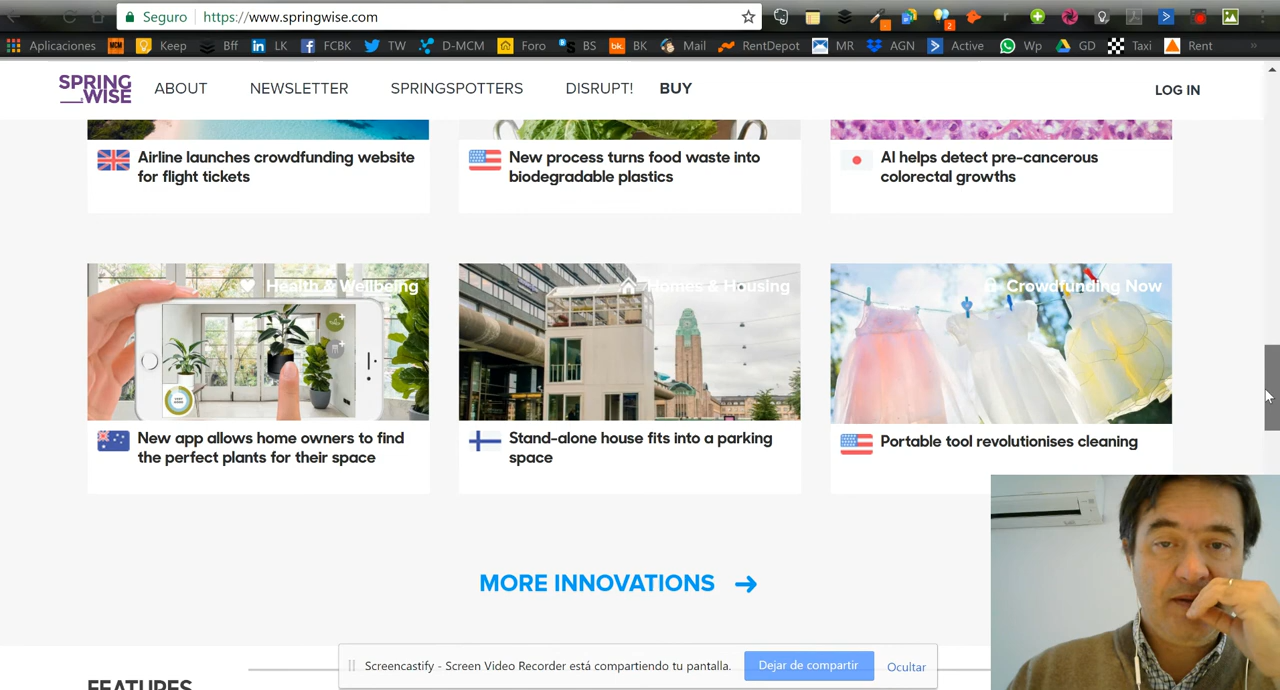 Seguro https://www.springwise.com
Aplicaciones MCM Keep Bff LK FCBK TW D-MCM Foro BS bk. BK Mail RentDepot MR AGN Active Wp GD Taxi Rent »
SPRING WISE ABOUT NEWSLETTER SPRINGSPOTTERS DISRUPT! BUY LOG IN
Airline launches crowdfunding website
for flight tickets
New process turns food waste into
biodegradable plastics
AI helps detect pre-cancerous
colorectal growths
Health & Wellbeing
Homes & Housing
Crowdfunding Now
New app allows home owners to find
the perfect plants for their space
Stand-alone house fits into a parking
space
Portable tool revolutionises cleaning
MORE INNOVATIONS
Screencastify - Screen Video Recorder está compartiendo tu pantalla. Dejar de compartir Ocultar
FEATURES